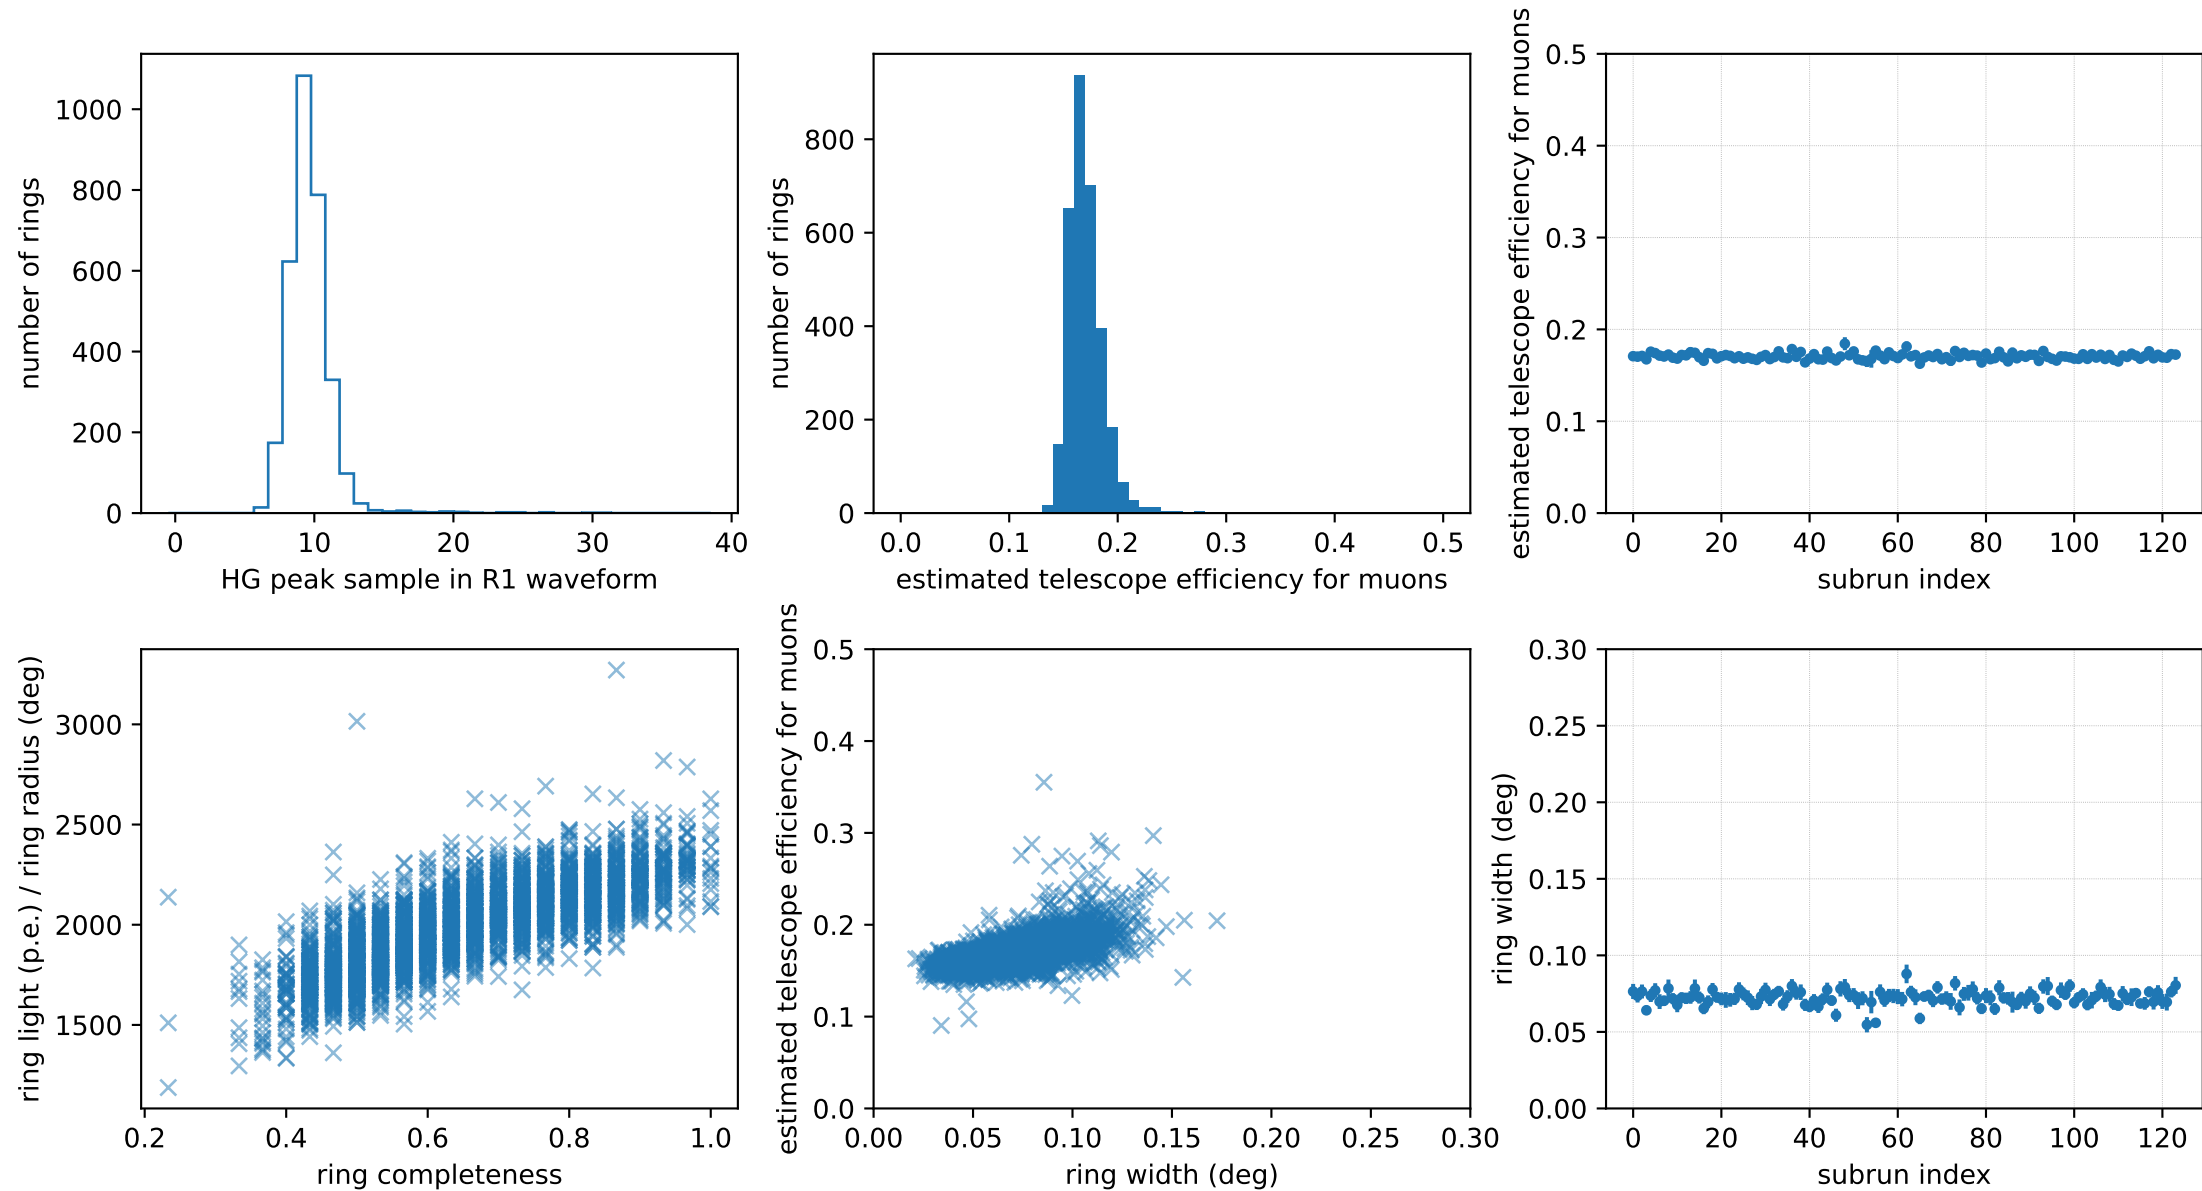 number of rings
0
200
400
600
800
1000
0 10 20 30 40
HG peak sample in R1 waveform
number of rings
0
200
400
600
800
0.0 0.1 0.2 0.3 0.4 0.5
estimated telescope efficiency for muons
estimated telescope efficiency for muons
0.0
0.1
0.2
0.3
0.4
0.5
0 20 40 60 80 100 120
subrun index
ring light (p.e.) / ring radius (deg)
1500
2000
2500
3000
0.2 0.4 0.6 0.8 1.0
ring completeness
estimated telescope efficiency for muons
0.0
0.1
0.2
0.3
0.4
0.5
0.00 0.05 0.10 0.15 0.20 0.25 0.30
ring width (deg)
ring width (deg)
0.00
0.05
0.10
0.15
0.20
0.25
0.30
0 20 40 60 80 100 120
subrun index